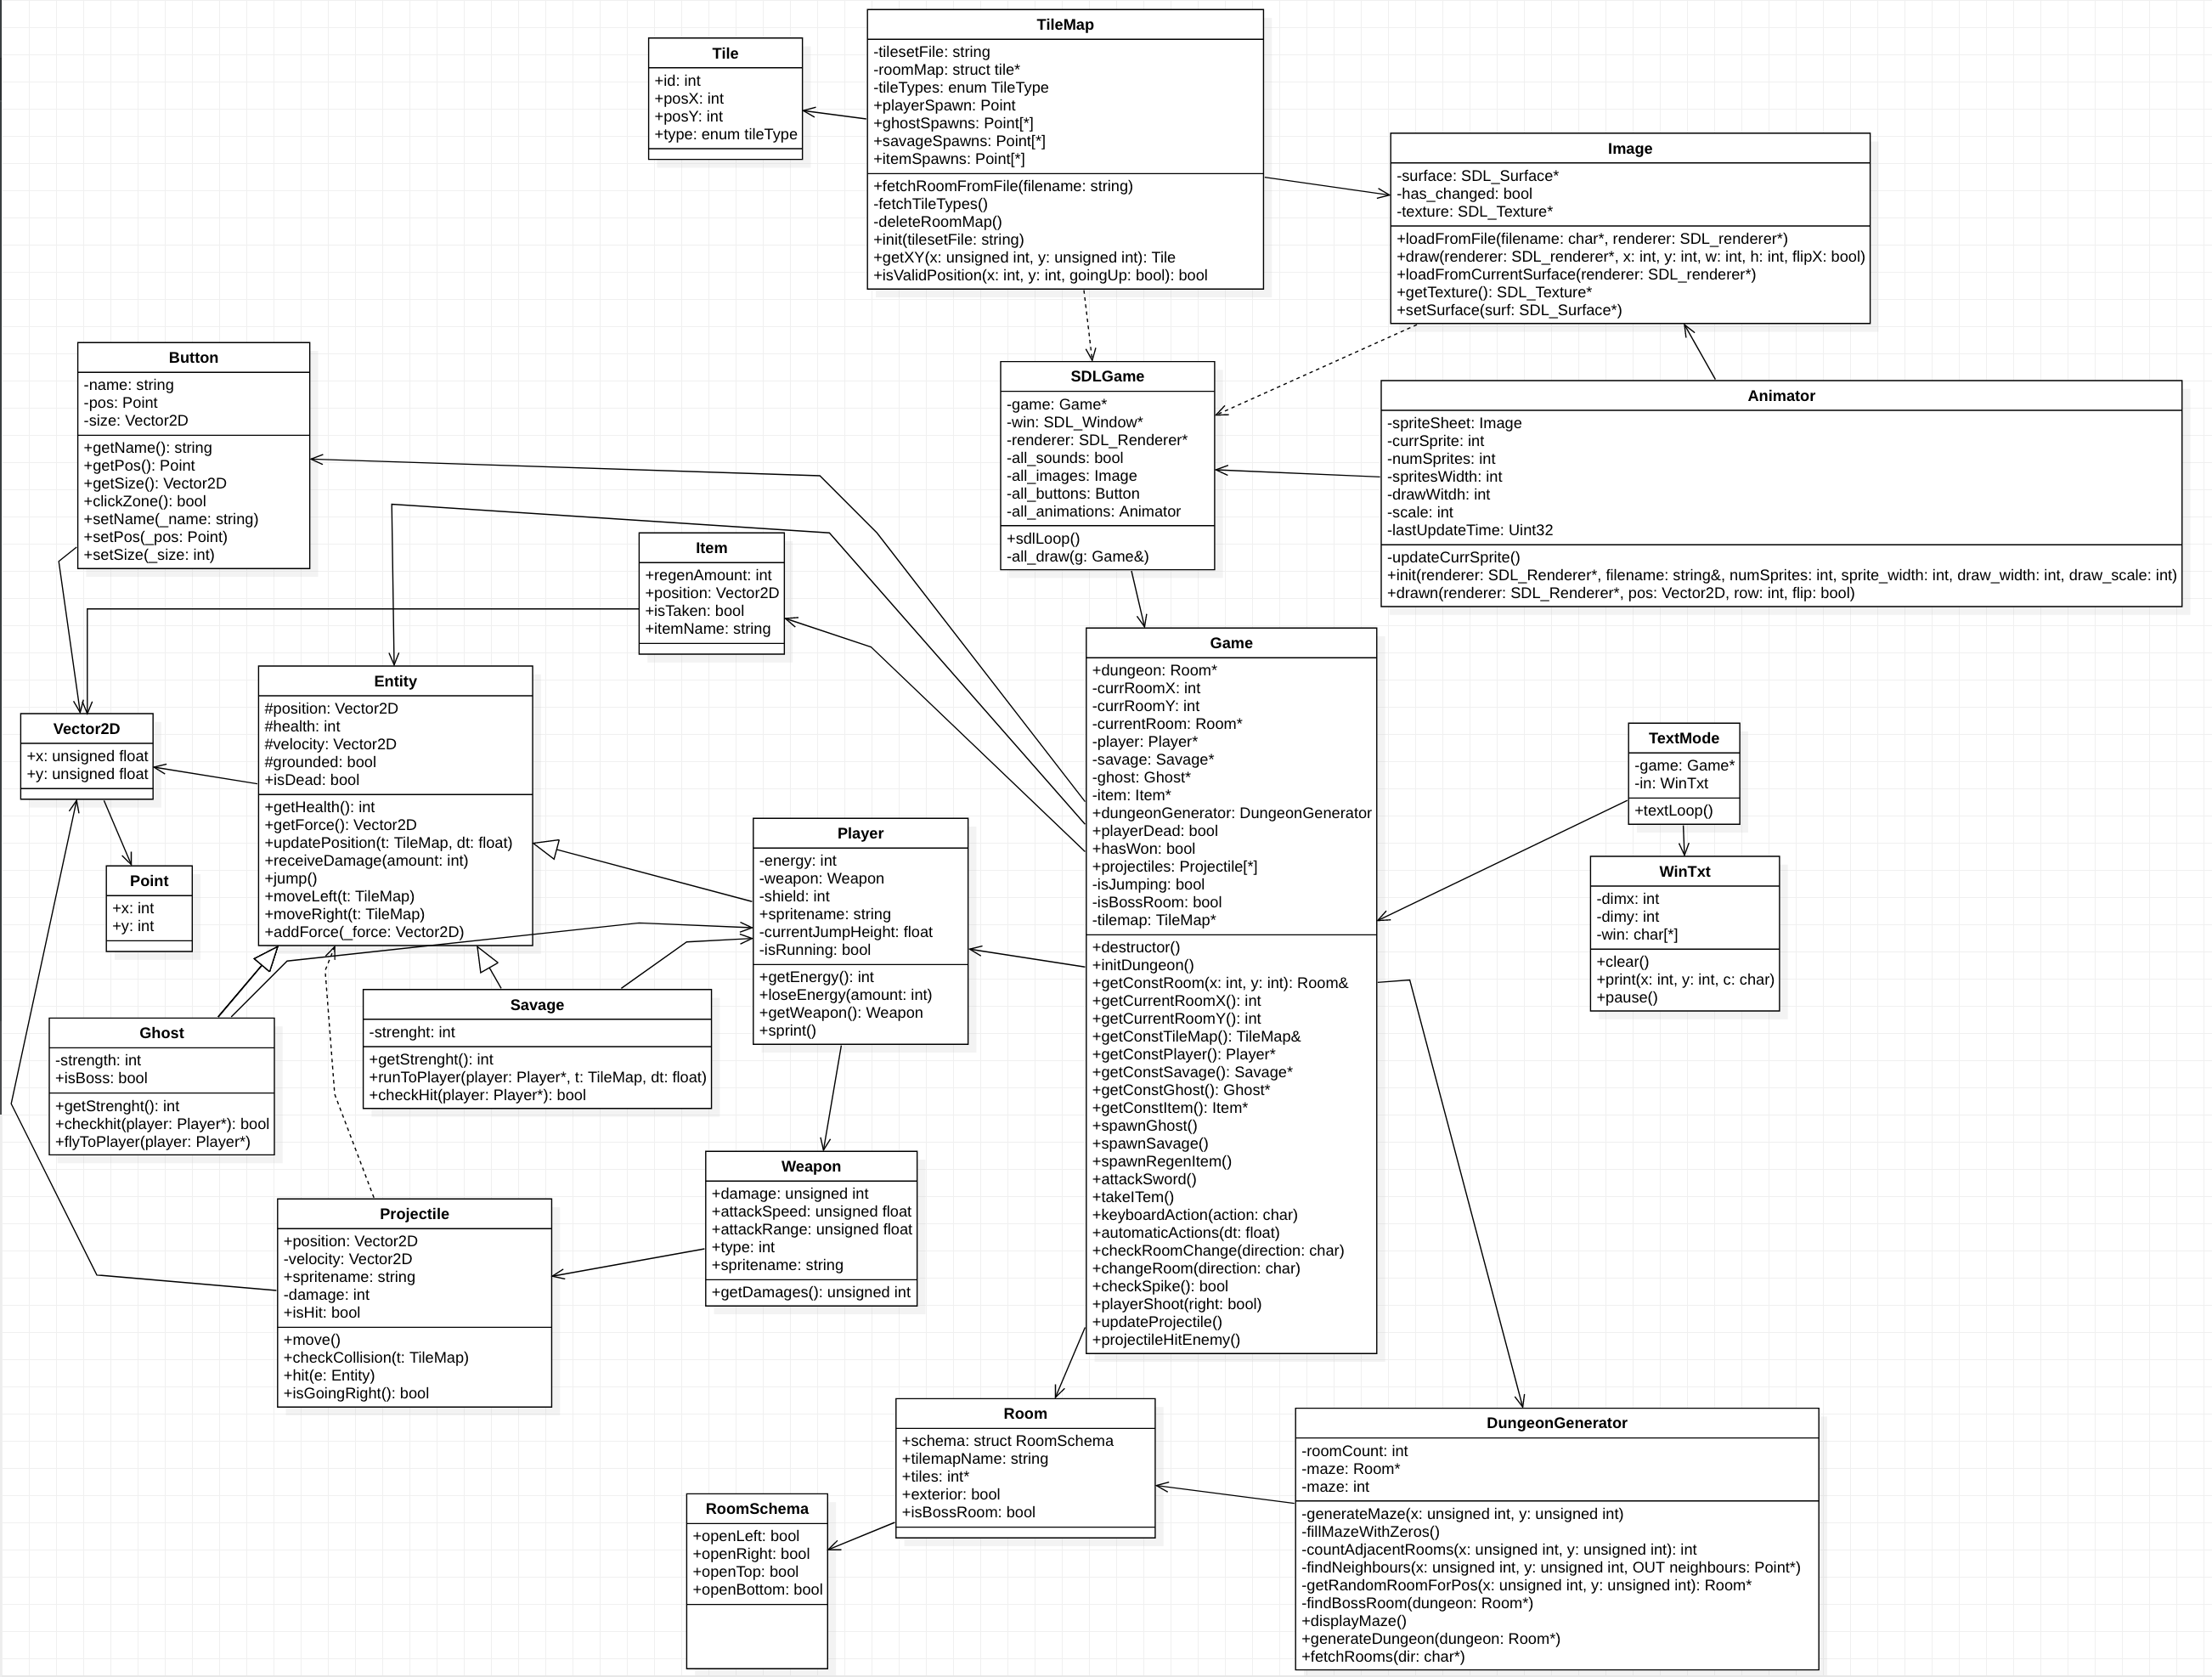 TileMap
-tilesetFile: string
-roomMap: struct tile*
-tileTypes: enum TileType
+playerSpawn: Point
+ghostSpawns: Point[*]
+savageSpawns: Point[*]
+itemSpawns: Point[*]
+fetchRoomFromFile(filename: string)
-fetchTileTypes()
-deleteRoomMap()
+init(tilesetFile: string)
+getXY(x: unsigned int, y: unsigned int): Tile
+isValidPosition(x: int, y: int, goingUp: bool): bool
Tile
+id: int
+posX: int
+posY: int
+type: enum tileType
Image
-surface: SDL_Surface*
-has_changed: bool
-texture: SDL_Texture*
+loadFromFile(filename: char*, renderer: SDL_renderer*)
+draw(renderer: SDL_renderer*, x: int, y: int, w: int, h: int, flipX: bool)
+loadFromCurrentSurface(renderer: SDL_renderer*)
+getTexture(): SDL_Texture*
+setSurface(surf: SDL_Surface*)
Button
-name: string
-pos: Point
-size: Vector2D
+getName(): string
+getPos(): Point
+getSize(): Vector2D
+clickZone(): bool
+setName(_name: string)
+setPos(_pos: Point)
+setSize(_size: int)
SDLGame
-game: Game*
-win: SDL_Window*
-renderer: SDL_Renderer*
-all_sounds: bool
-all_images: Image
-all_buttons: Button
-all_animations: Animator
+sdlLoop()
-all_draw(g: Game&)
Animator
-spriteSheet: Image
-currSprite: int
-numSprites: int
-spritesWidth: int
-drawWitdh: int
-scale: int
-lastUpdateTime: Uint32
-updateCurrSprite()
+init(renderer: SDL_Renderer*, filename: string&, numSprites: int, sprite_width: int, draw_width: int, draw_scale: int)
+drawn(renderer: SDL_Renderer*, pos: Vector2D, row: int, flip: bool)
Item
+regenAmount: int
+position: Vector2D
+isTaken: bool
+itemName: string
Game
+dungeon: Room*
-currRoomX: int
-currRoomY: int
-currentRoom: Room*
-player: Player*
-savage: Savage*
-ghost: Ghost*
-item: Item*
+dungeonGenerator: DungeonGenerator
+playerDead: bool
+hasWon: bool
+projectiles: Projectile[*]
-isJumping: bool
-isBossRoom: bool
-tilemap: TileMap*
+destructor()
+initDungeon()
+getConstRoom(x: int, y: int): Room&
+getCurrentRoomX(): int
+getCurrentRoomY(): int
+getConstTileMap(): TileMap&
+getConstPlayer(): Player*
+getConstSavage(): Savage*
+getConstGhost(): Ghost*
+getConstItem(): Item*
+spawnGhost()
+spawnSavage()
+spawnRegenItem()
+attackSword()
+takeITem()
+keyboardAction(action: char)
+automaticActions(dt: float)
+checkRoomChange(direction: char)
+changeRoom(direction: char)
+checkSpike(): bool
+playerShoot(right: bool)
+updateProjectile()
+projectileHitEnemy()
Entity
#position: Vector2D
#health: int
#velocity: Vector2D
#grounded: bool
+isDead: bool
+getHealth(): int
+getForce(): Vector2D
+updatePosition(t: TileMap, dt: float)
+receiveDamage(amount: int)
+jump()
+moveLeft(t: TileMap)
+moveRight(t: TileMap)
+addForce(_force: Vector2D)
Vector2D
+x: unsigned float
+y: unsigned float
TextMode
-game: Game*
-in: WinTxt
+textLoop()
Player
-energy: int
-weapon: Weapon
-shield: int
+spritename: string
-currentJumpHeight: float
-isRunning: bool
+getEnergy(): int
+loseEnergy(amount: int)
+getWeapon(): Weapon
+sprint()
WinTxt
-dimx: int
-dimy: int
-win: char[*]
+clear()
+print(x: int, y: int, c: char)
+pause()
Point
+x: int
+y: int
Savage
-strenght: int
+getStrenght(): int
+runToPlayer(player: Player*, t: TileMap, dt: float)
+checkHit(player: Player*): bool
Ghost
-strength: int
+isBoss: bool
+getStrenght(): int
+checkhit(player: Player*): bool
+flyToPlayer(player: Player*)
Weapon
+damage: unsigned int
+attackSpeed: unsigned float
+attackRange: unsigned float
+type: int
+spritename: string
+getDamages(): unsigned int
Projectile
+position: Vector2D
-velocity: Vector2D
+spritename: string
-damage: int
+isHit: bool
+move()
+checkCollision(t: TileMap)
+hit(e: Entity)
+isGoingRight(): bool
Room
+schema: struct RoomSchema
+tilemapName: string
+tiles: int*
+exterior: bool
+isBossRoom: bool
DungeonGenerator
-roomCount: int
-maze: Room*
-maze: int
-generateMaze(x: unsigned int, y: unsigned int)
-fillMazeWithZeros()
-countAdjacentRooms(x: unsigned int, y: unsigned int): int
-findNeighbours(x: unsigned int, y: unsigned int, OUT neighbours: Point*)
-getRandomRoomForPos(x: unsigned int, y: unsigned int): Room*
-findBossRoom(dungeon: Room*)
+displayMaze()
+generateDungeon(dungeon: Room*)
+fetchRooms(dir: char*)
RoomSchema
+openLeft: bool
+openRight: bool
+openTop: bool
+openBottom: bool